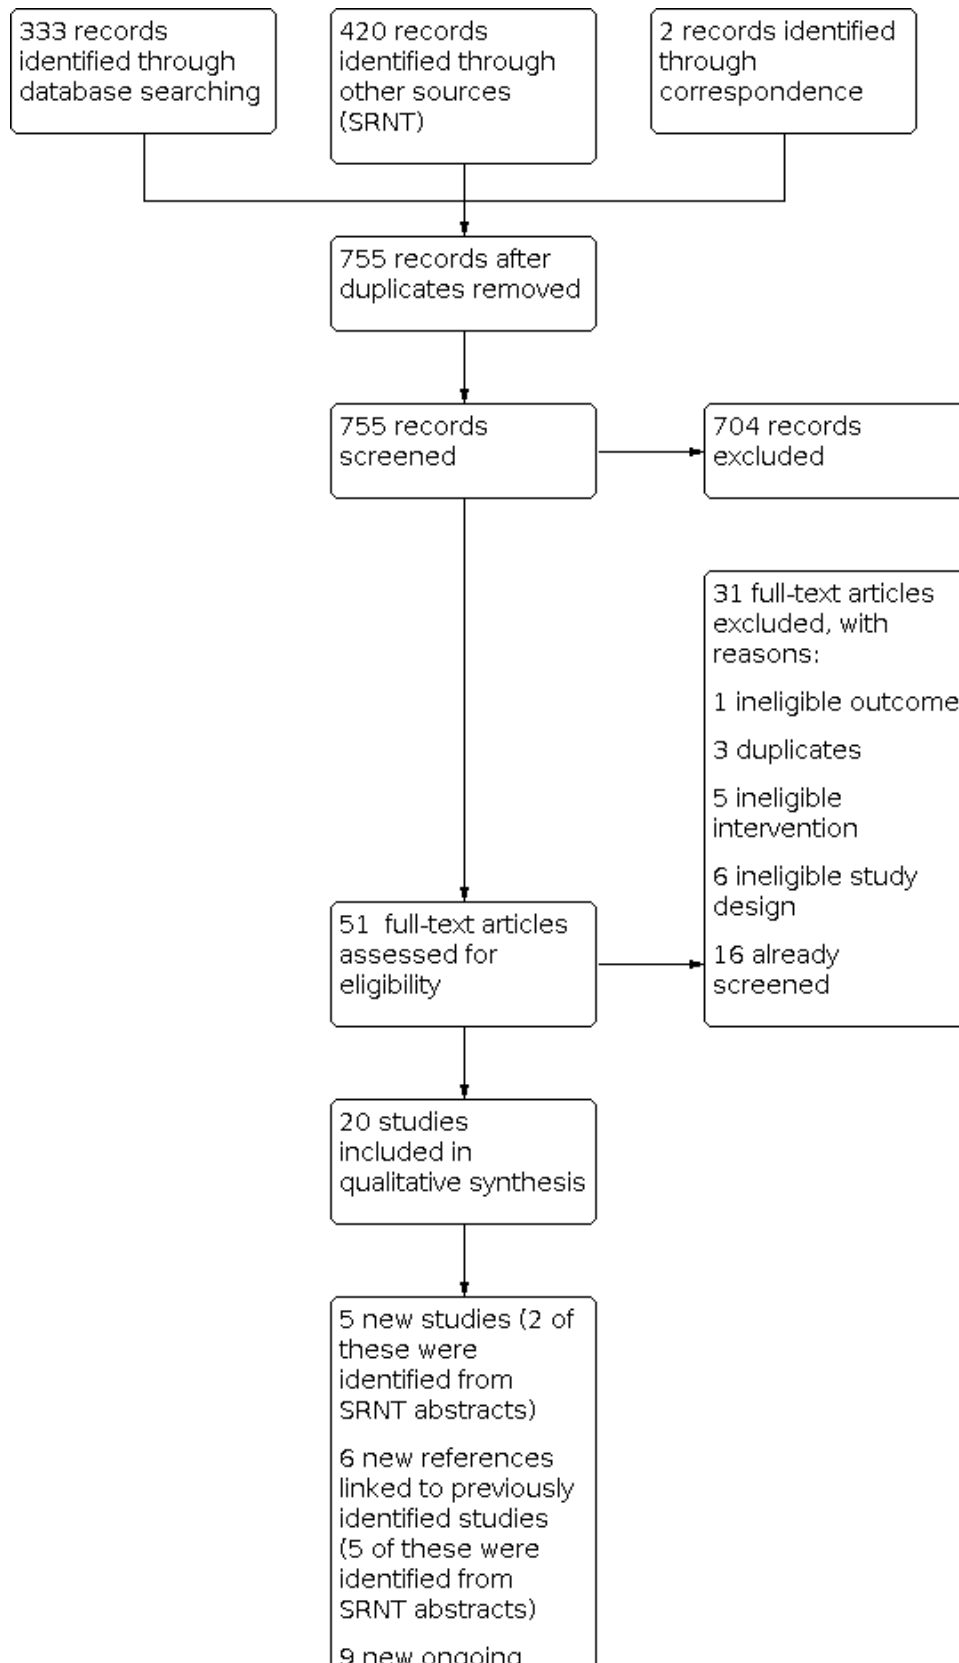 333 records
identified through
database searching
420 records
identified through
other sources
(SRNT)
2 records identified
through
correspondence
755 records after
duplicates removed
755 records
screened
704 records
excluded
31 full-text articles
excluded, with
reasons:
1 ineligible outcome
3 duplicates
5 ineligible
intervention
6 ineligible study
design
16 already
screened
51 full-text articles
assessed for
eligibility
20 studies
included in
qualitative synthesis
5 new studies (2 of
these were
identified from
SRNT abstracts)
6 new references
linked to previously
identified studies
(5 of these were
identified from
SRNT abstracts)
9 new ongoing